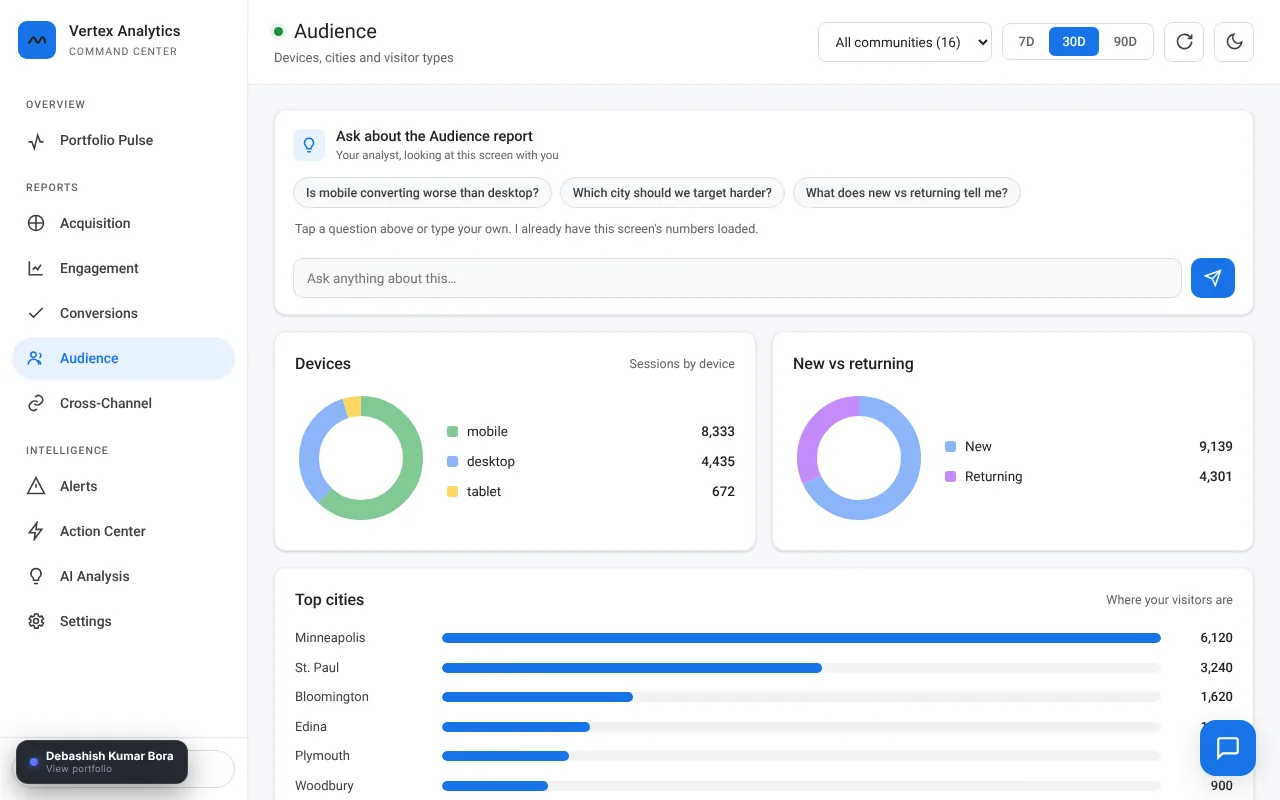 Vertex Analytics
COMMAND CENTER
OVERVIEW
Portfolio Pulse
REPORTS
Acquisition
Engagement
Conversions
Audience
Cross-Channel
INTELLIGENCE
Alerts
Action Center
AI Analysis
Settings
Debashish Kumar Bora
View portfolio
Audience
Devices, cities and visitor types
All communities (16)
7D
30D
90D
Ask about the Audience report
Your analyst, looking at this screen with you
Is mobile converting worse than desktop?
Which city should we target harder?
What does new vs returning tell me?
Tap a question above or type your own. I already have this screen's numbers loaded.
Ask anything about this...
Devices
Sessions by device
mobile 8,333
desktop 4,435
tablet 672
New vs returning
New 9,139
Returning 4,301
Top cities
Where your visitors are
Minneapolis 6,120
St. Paul 3,240
Bloomington 1,620
Edina
Plymouth
Woodbury 900